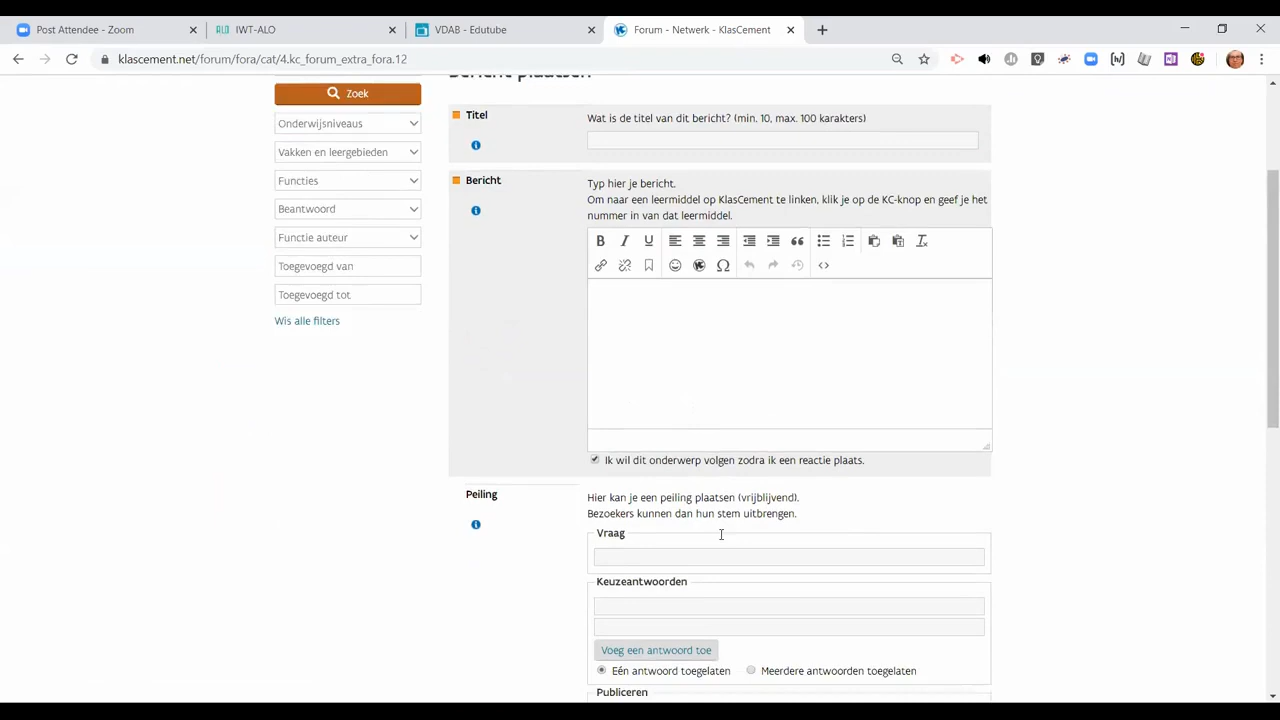 Post Attendee - Zoom
IWT-ALO
VDAB - Edutube
Forum - Netwerk - KlasCement
klascement.net/forum/fora/cat/4.kc_forum_extra_fora.12
Bericht plaatsen
Zoek
Onderwijsniveaus
Vakken en leergebieden
Functies
Beantwoord
Functie auteur
Toegevoegd van
Toegevoegd tot
Wis alle filters
Titel
Wat is de titel van dit bericht? (min. 10, max. 100 karakters)
Bericht
Typ hier je bericht.
Om naar een leermiddel op KlasCement te linken, klik je op de KC-knop en geef je het
nummer in van dat leermiddel.
Ik wil dit onderwerp volgen zodra ik een reactie plaats.
Peiling
Hier kan je een peiling plaatsen (vrijblijvend).
Bezoekers kunnen dan hun stem uitbrengen.
Vraag
Keuzeantwoorden
Voeg een antwoord toe
Eén antwoord toegelaten
Meerdere antwoorden toegelaten
Publiceren